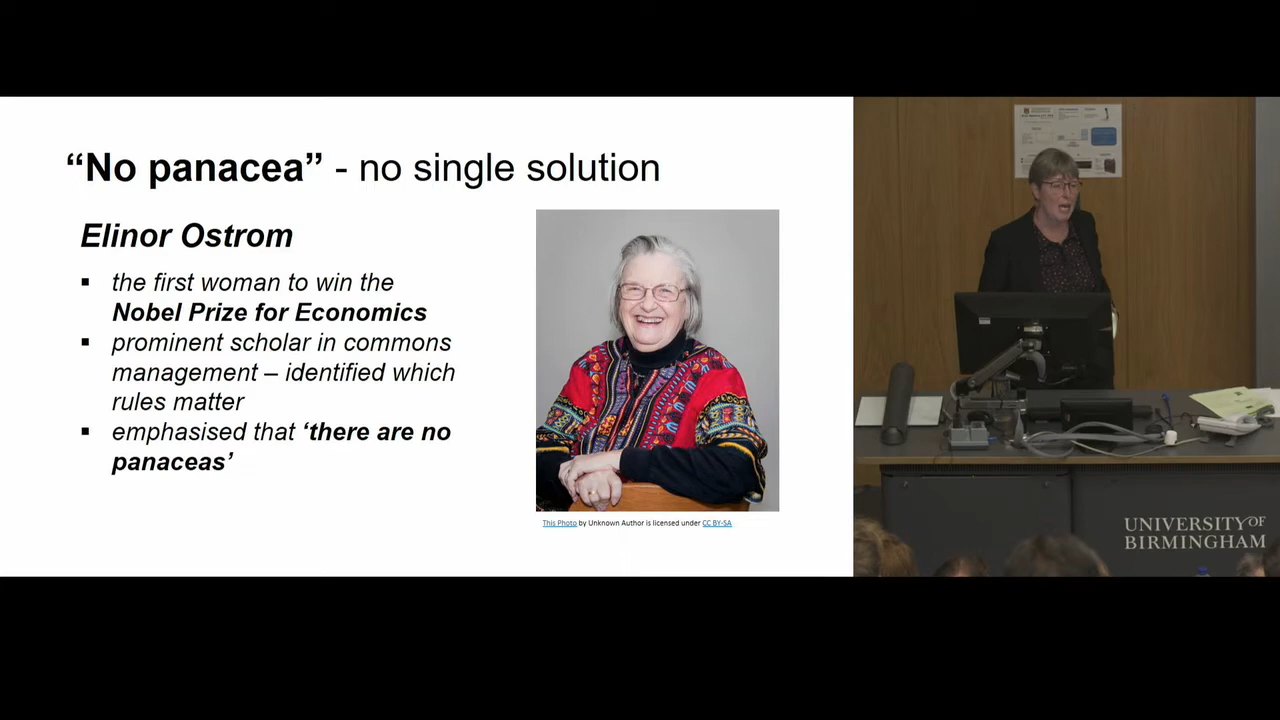 “No panacea” - no single solution
Elinor Ostrom
▪ the first woman to win the
Nobel Prize for Economics
▪ prominent scholar in commons
management – identified which
rules matter
▪ emphasised that ‘there are no
panaceas’
This Photo by Unknown Author is licensed under CC BY-SA
UNIVERSITY OF
BIRMINGHAM